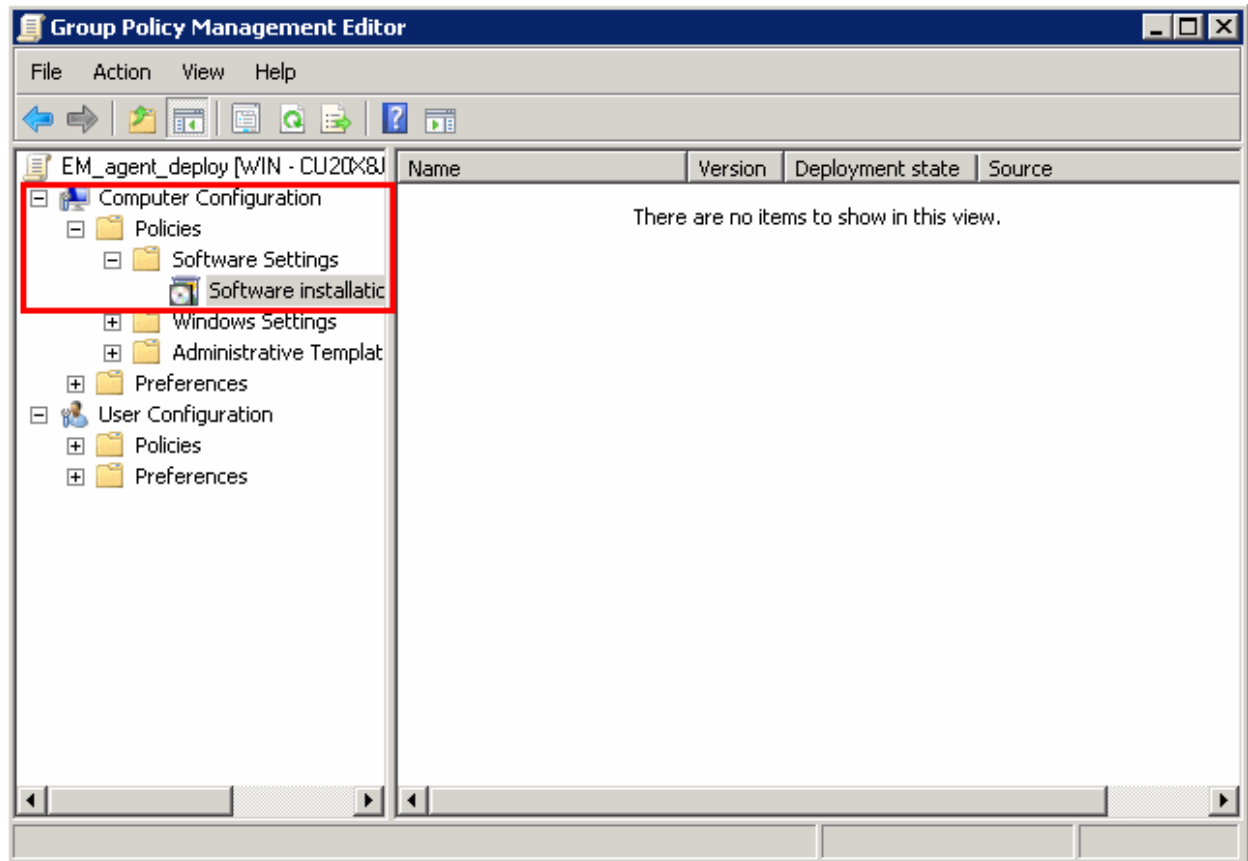 Group Policy Management Editor
File Action View Help
EM_agent_deploy [WIN - CU20X8J
Name Version Deployment state Source
Computer Configuration
There are no items to show in this view.
Policies
Software Settings
Software installatic
Windows Settings
Administrative Templat
Preferences
User Configuration
Policies
Preferences